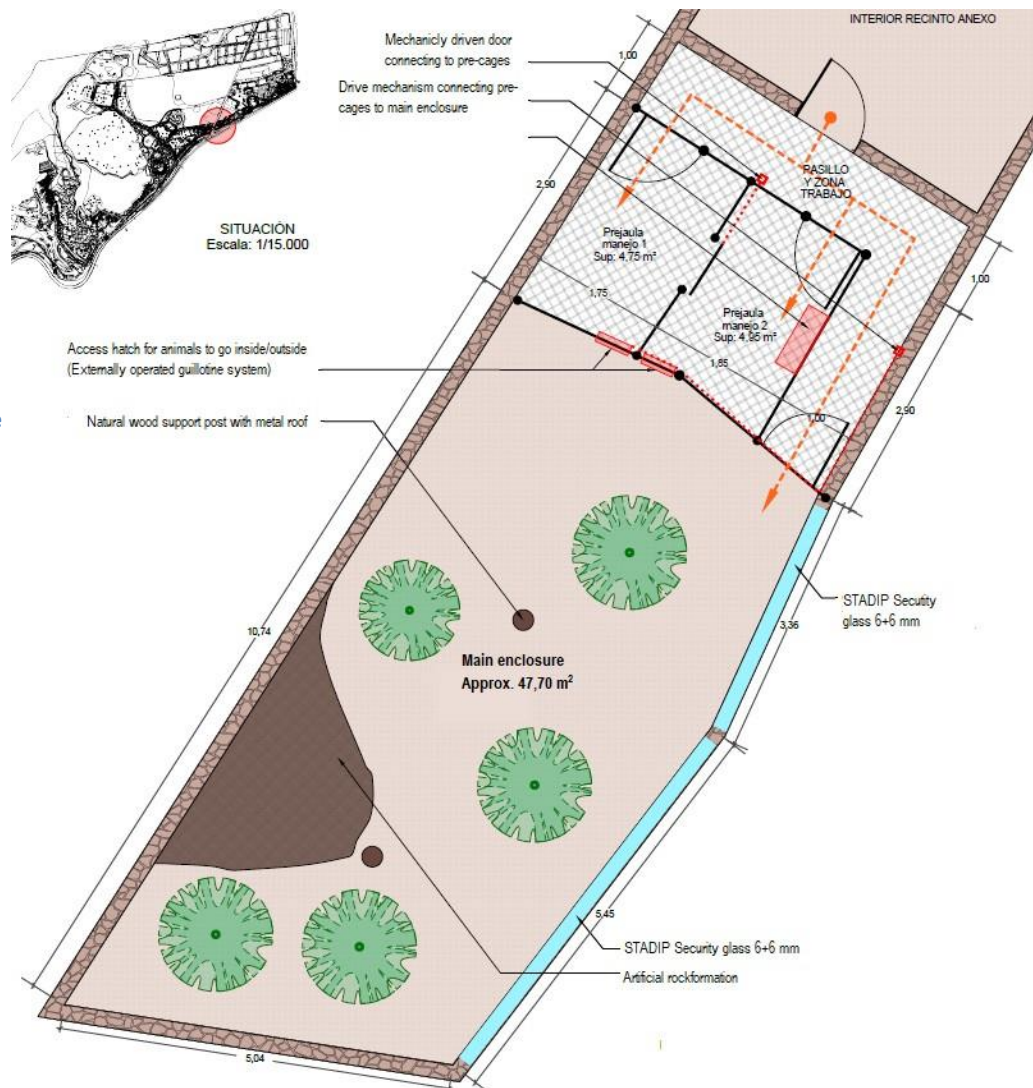 INTERIOR RECINTO ANEXO
Mechanicly driven door
connecting to pre-cages
Drive mechanism connecting pre-
cages to main enclosure
1,00
2,90
PASILLO
Y ZONA
TRABAJO
SITUACIÓN
Escala: 1/15.000
Prejaula
manejo 1
Sup: 4.75 m²
1,00
1,75
Prejaula
manejo 2
Sup: 4.95 m²
Access hatch for animals to go inside/outside
(Externally operated guillotine system)
1,85
1,00
2,90
Natural wood support post with metal roof
STADIP Secutity
glass 6+6 mm
3,36
10,74
Main enclosure
Approx. 47,70 m²
5,45
STADIP Security glass 6+6 mm
Artificial rockformation
5,04